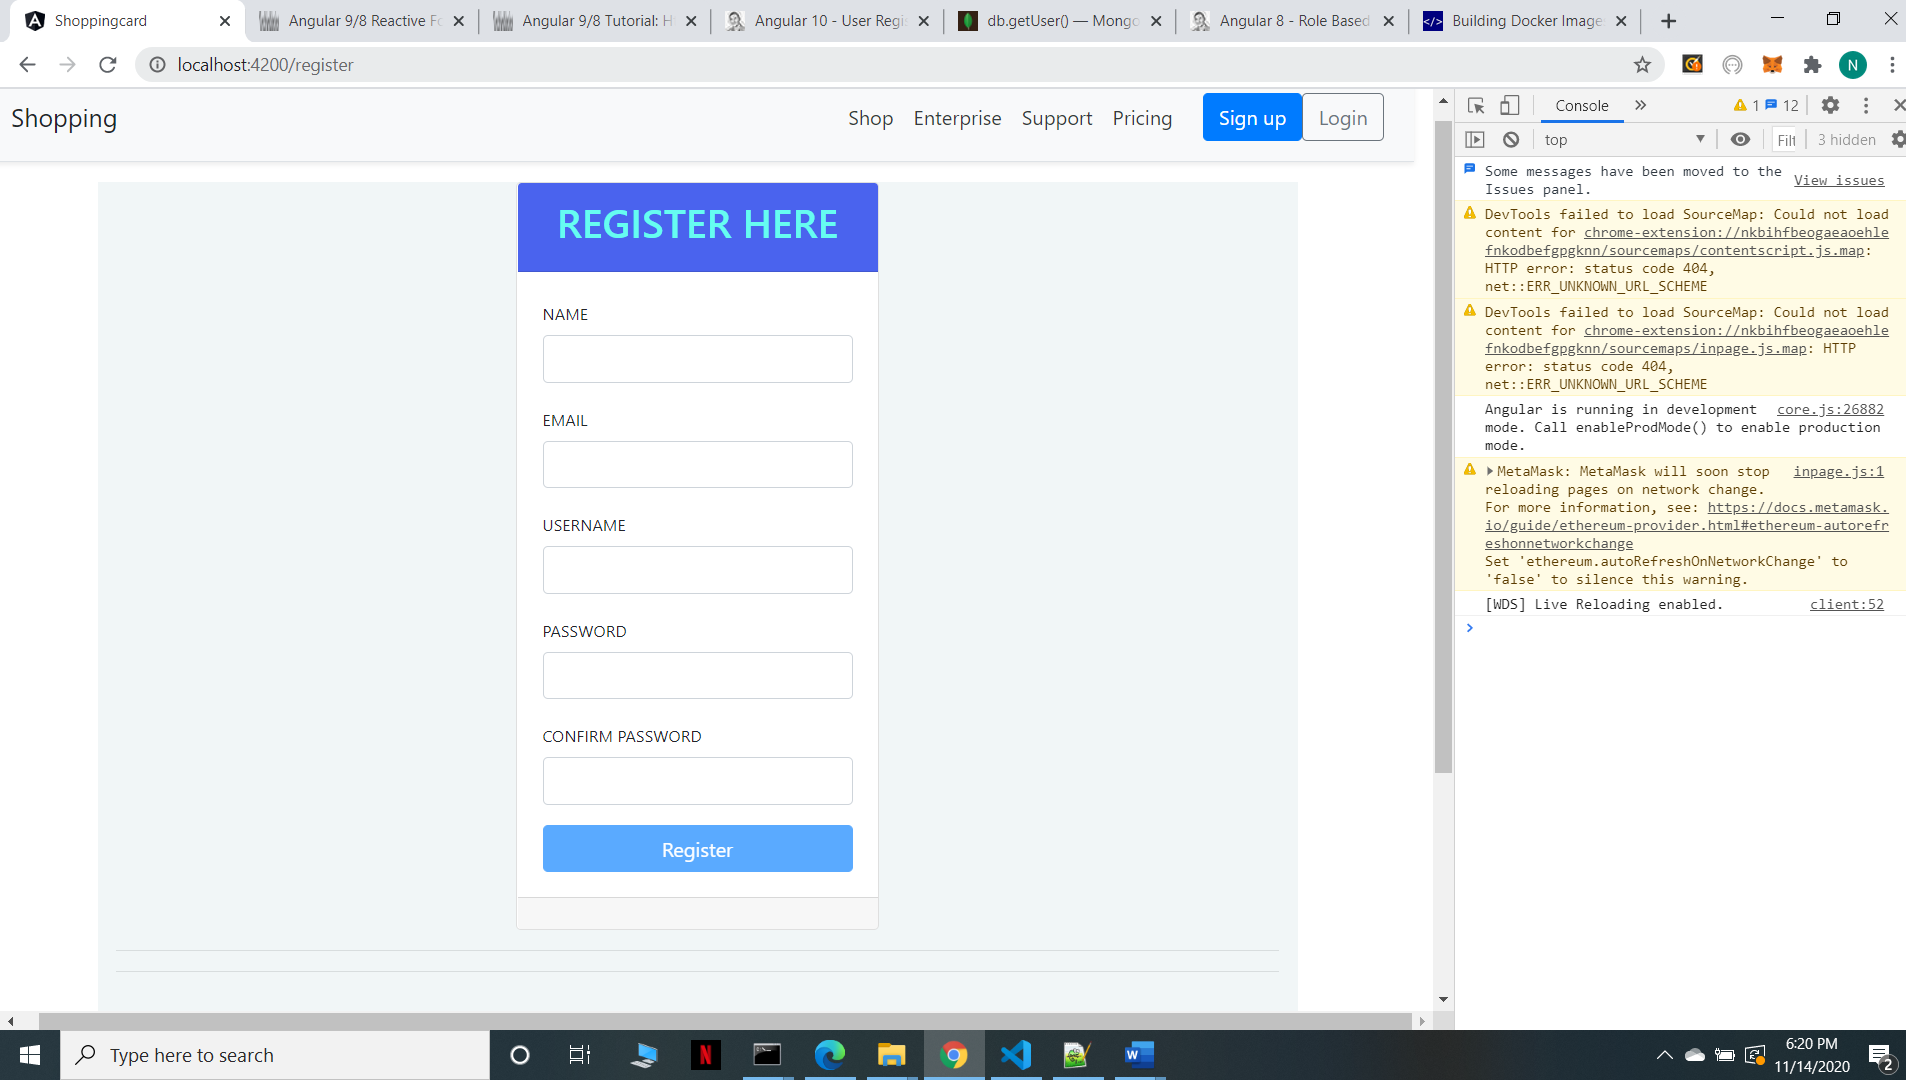 Shoppingcard
Angular 9/8 Reactive Fo
Angular 9/8 Tutorial: H
Angular 10 - User Regi
db.getUser() — Mongo
Angular 8 - Role Based
</> Building Docker Image
localhost:4200/register
N
Shopping
Shop
Enterprise
Support
Pricing
Sign up
Login
REGISTER HERE
NAME
EMAIL
USERNAME
PASSWORD
CONFIRM PASSWORD
Register
Console
1
12
top
Filt
3 hidden
Some messages have been moved to the View issues
Issues panel.
DevTools failed to load SourceMap: Could not load
content for chrome-extension://nkbihfbeogaeaoehle
fnkodbefgpgknn/sourcemaps/contentscript.js.map:
HTTP error: status code 404,
net::ERR_UNKNOWN_URL_SCHEME
DevTools failed to load SourceMap: Could not load
content for chrome-extension://nkbihfbeogaeaoehle
fnkodbefgpgknn/sourcemaps/inpage.js.map: HTTP
error: status code 404,
net::ERR_UNKNOWN_URL_SCHEME
Angular is running in development core.js:26882
mode. Call enableProdMode() to enable production
mode.
MetaMask: MetaMask will soon stop inpage.js:1
reloading pages on network change.
For more information, see: https://docs.metamask.
io/guide/ethereum-provider.html#ethereum-autorefr
eshonnetworkchange
Set 'ethereum.autoRefreshOnNetworkChange' to
'false' to silence this warning.
[WDS] Live Reloading enabled. client:52
Type here to search
N
W
6:20 PM
11/14/2020
2